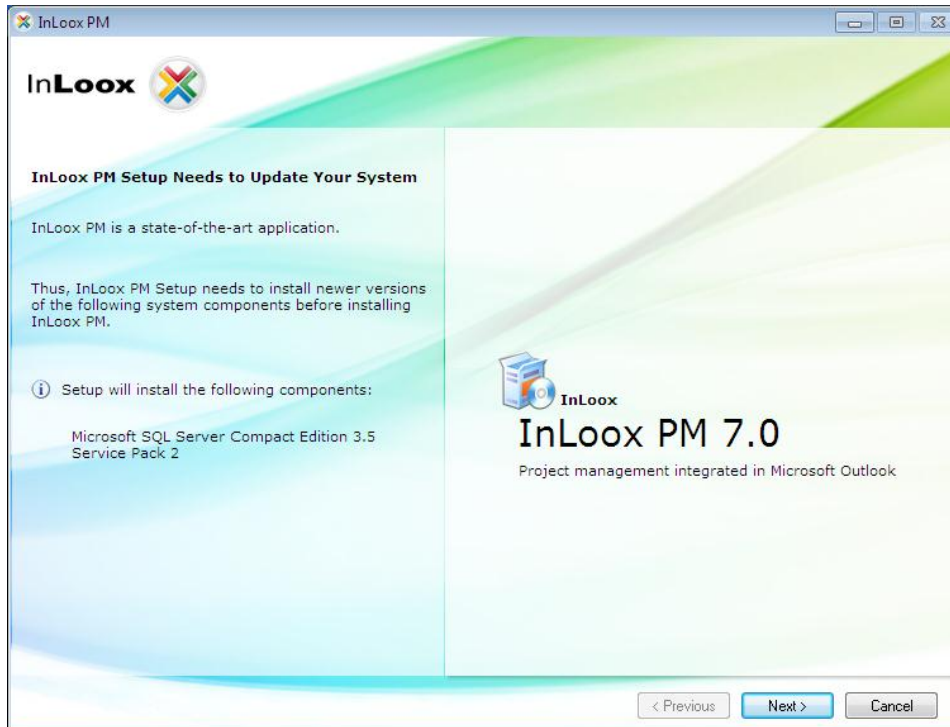 InLoox PM
InLoox
InLoox PM Setup Needs to Update Your System
InLoox PM is a state-of-the-art application.
Thus, InLoox PM Setup needs to install newer versions
of the following system components before installing
InLoox PM.
Setup will install the following components:
Microsoft SQL Server Compact Edition 3.5
Service Pack 2
InLoox
InLoox PM 7.0
Project management integrated in Microsoft Outlook
< Previous
Next >
Cancel